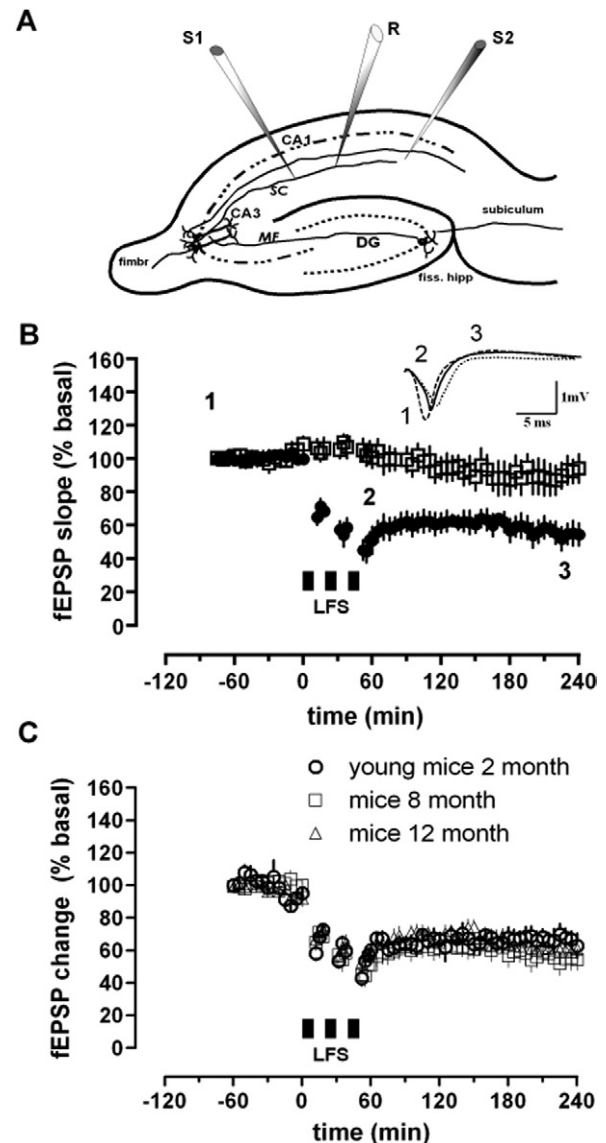 A
S1
R
S2
CA1
SC
CA3
MF
DG
subiculum
fimbr
fiss. hipp
B
fEPSP slope (% basal)
160
140
120
100
80
60
40
20
0
1
2
3
LFS
2
3
1
1mV
5 ms
-120
-60
0
60
120
180
240
time (min)
C
fEPSP change (% basal)
160
140
120
100
80
60
40
20
0
young mice 2 month
mice 8 month
mice 12 month
LFS
-120
-60
0
60
120
180
240
time (min)